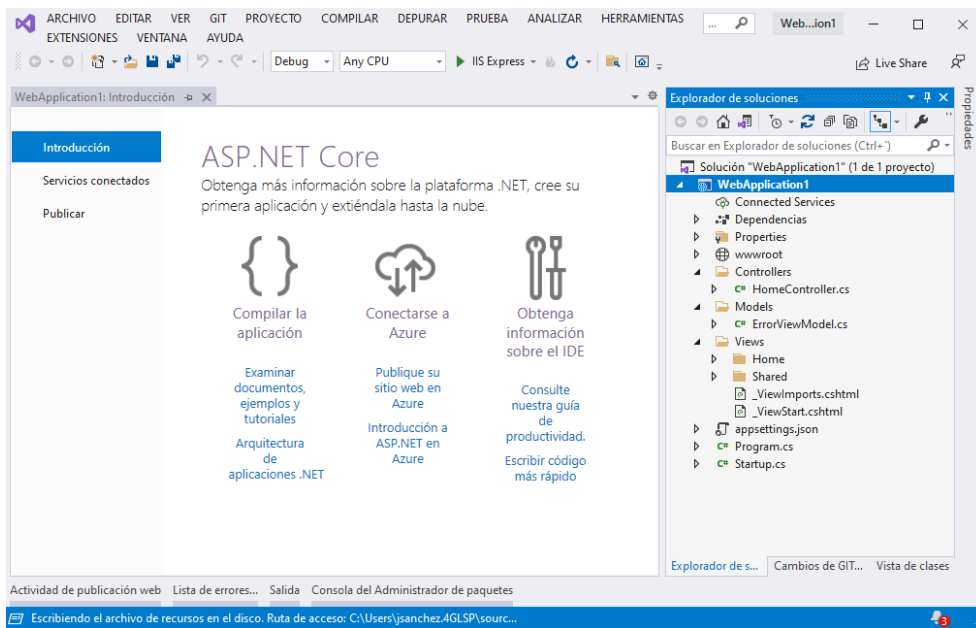 ARCHIVO EDITAR VER GIT PROYECTO COMPILAR DEPURAR PRUEBA ANALIZAR HERRAMIENTAS ... Web...ion1
EXTENSIONES VENTANA AYUDA
Debug Any CPU IIS Express Live Share
WebApplication1: Introducción
Introducción
Servicios conectados
Publicar
ASP.NET Core
Obtenga más información sobre la plataforma .NET, cree su
primera aplicación y extiéndala hasta la nube.
Compilar la
aplicación
Examinar
documentos,
ejemplos y
tutoriales
Arquitectura
de
aplicaciones .NET
Conectarse a
Azure
Publique su
sitio web en
Azure
Introducción a
ASP.NET en
Azure
Obtenga
información
sobre el IDE
Consulte
nuestra guía
de
productividad.
Escribir código
más rápido
Explorador de soluciones
Buscar en Explorador de soluciones (Ctrl+¨)
Solución "WebApplication1" (1 de 1 proyecto)
WebApplication1
Connected Services
Dependencias
Properties
wwwroot
Controllers
C# HomeController.cs
Models
C# ErrorViewModel.cs
Views
Home
Shared
_ViewImports.cshtml
_ViewStart.cshtml
appsettings.json
C# Program.cs
C# Startup.cs
Explorador de s... Cambios de GIT... Vista de clases
Propiedades
Actividad de publicación web Lista de errores... Salida Consola del Administrador de paquetes
Escribiendo el archivo de recursos en el disco. Ruta de acceso: C:\Users\jsanchez.4GLSP\sourc... 3